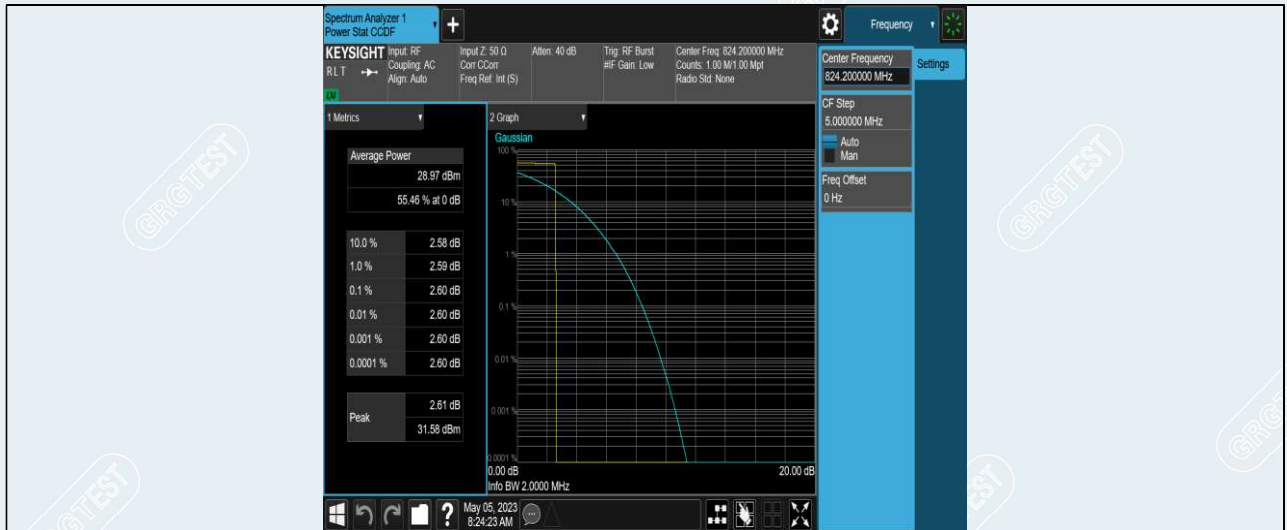 Spectrum Analyzer 1
Power Stat CCDF
+
Frequency
KEYSIGHT
RLT
Input: RF
Coupling: AC
Align: Auto
Input Z: 50 Ω
Corr CCorr
Freq Ref: Int (S)
Atten: 40 dB
Trig: RF Burst
#IF Gain: Low
Center Freq: 824.200000 MHz
Counts: 1.00 M/1.00 Mpt
Radio Std: None
Center Frequency
824.200000 MHz
Settings
CF Step
5.000000 MHz
Auto
Man
Freq Offset
0 Hz
1 Metrics
2 Graph
Average Power
28.97 dBm
55.46 % at 0 dB
10.0 % 2.58 dB
1.0 % 2.59 dB
0.1 % 2.60 dB
0.01 % 2.60 dB
0.001 % 2.60 dB
0.0001 % 2.60 dB
Peak
2.61 dB
31.58 dBm
Gaussian
100 %
10 %
1 %
0.1 %
0.01 %
0.001 %
0.0001 %
0.00 dB
20.00 dB
Info BW 2.0000 MHz
?
May 05, 2023
8:24:23 AM
GRGTEST
GRGTEST
GRGTEST
GRGTEST
GRGTEST